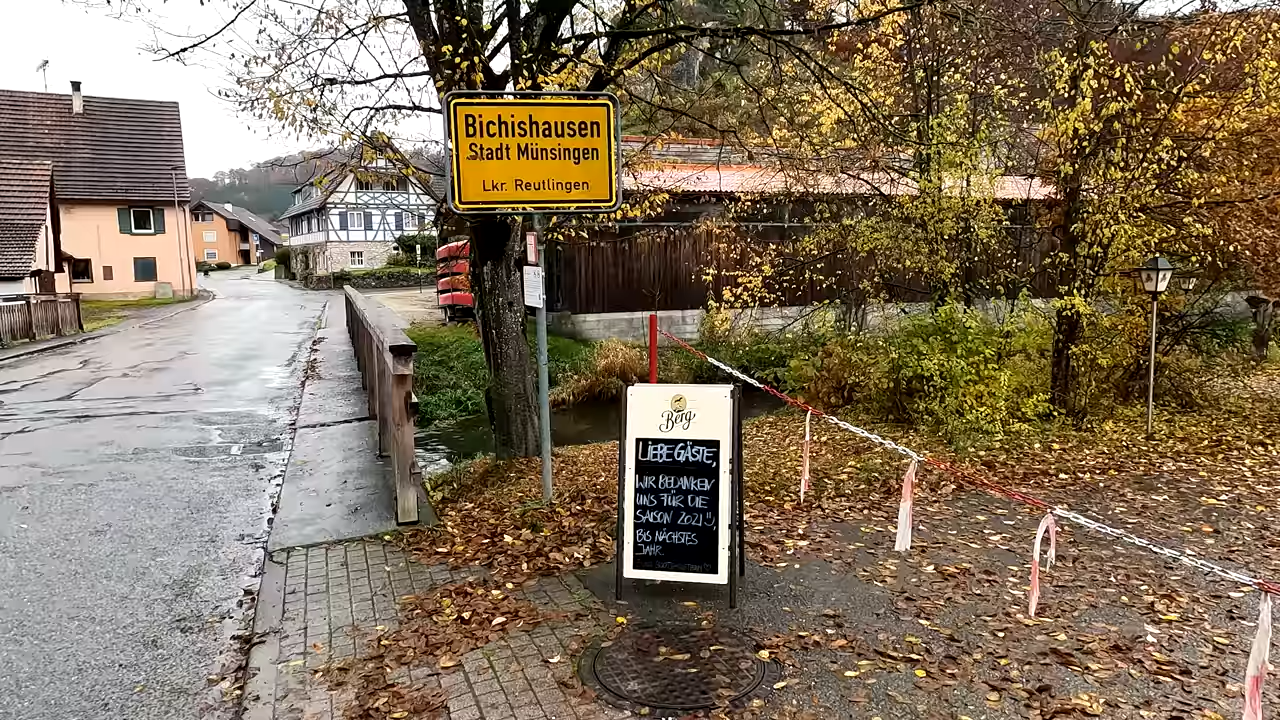 Bichishausen
Stadt Münsingen
Lkr. Reutlingen
Berg
LIEBE GÄSTE,
WIR BEDANKEN
UNS FÜR DIE
SAISON 2021
BIS NÄCHSTES
JAHR.